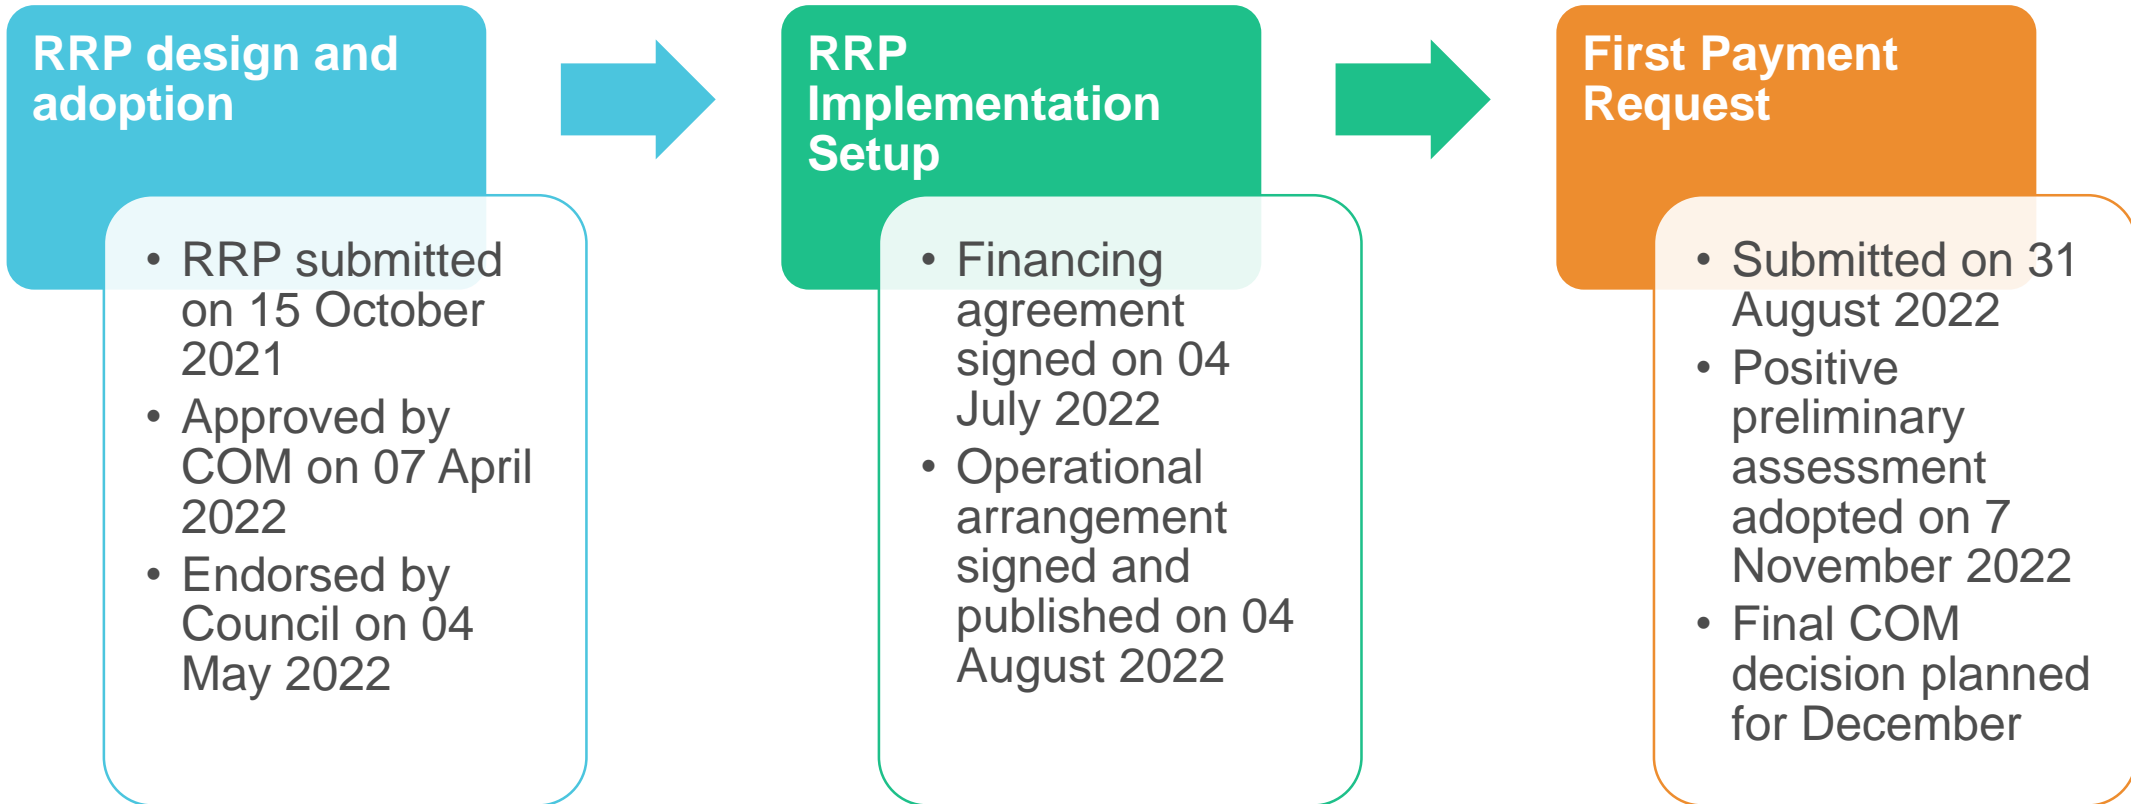 RRP design and
adoption
• RRP submitted
on 15 October
2021
• Approved by
COM on 07 April
2022
• Endorsed by
Council on 04
May 2022
RRP
Implementation
Setup
• Financing
agreement
signed on 04
July 2022
• Operational
arrangement
signed and
published on 04
August 2022
First Payment
Request
• Submitted on 31
August 2022
• Positive
preliminary
assessment
adopted on 7
November 2022
• Final COM
decision planned
for December